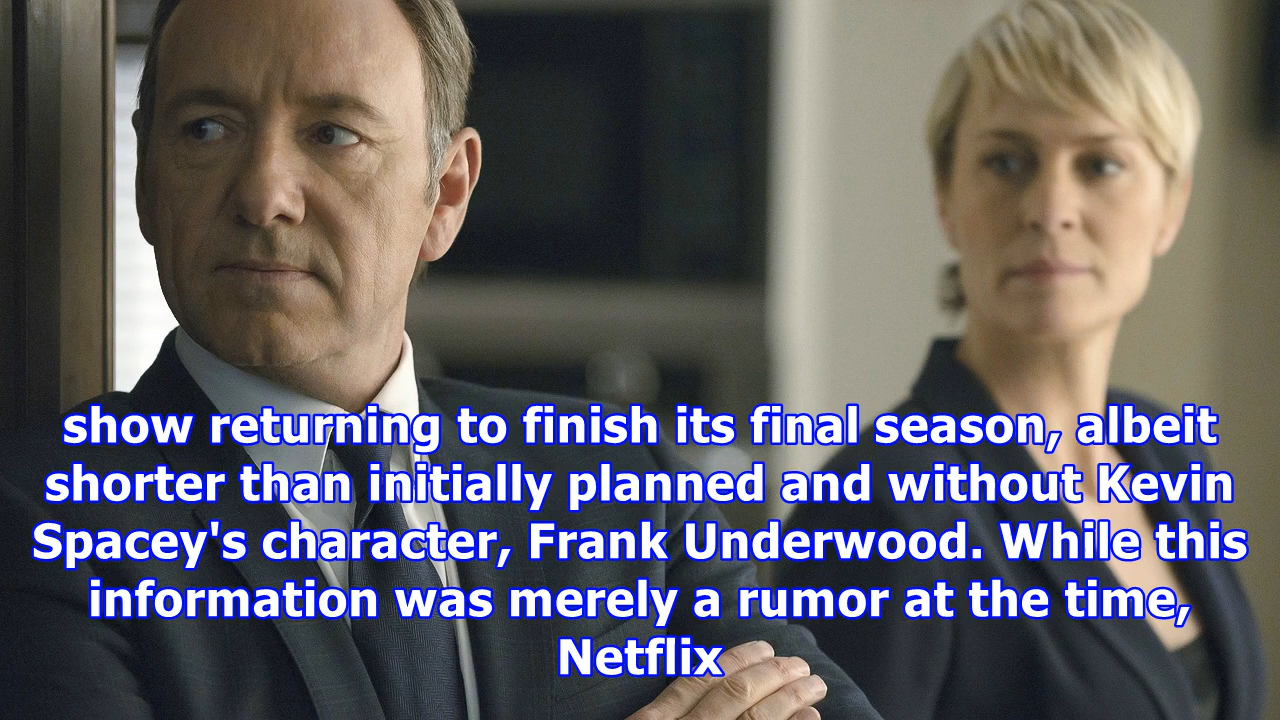 show returning to finish its final season, albeit
shorter than initially planned and without Kevin
Spacey's character, Frank Underwood. While this
information was merely a rumor at the time,
Netflix